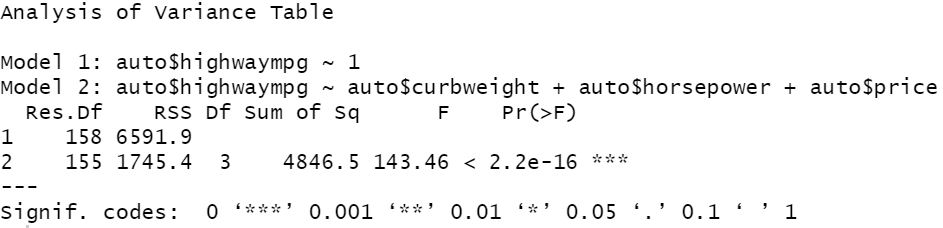 Analysis of Variance Table
Model 1: auto$highwaympg ~ 1
Model 2: auto$highwaympg ~ auto$curbweight + auto$horsepower + auto$price
  Res.Df    RSS Df Sum of Sq      F    Pr(>F)
1    158 6591.9
2    155 1745.4  3    4846.5 143.46 < 2.2e-16 ***
---
Signif. codes:  0 ‘***’ 0.001 ‘**’ 0.01 ‘*’ 0.05 ‘.’ 0.1 ‘ ’ 1